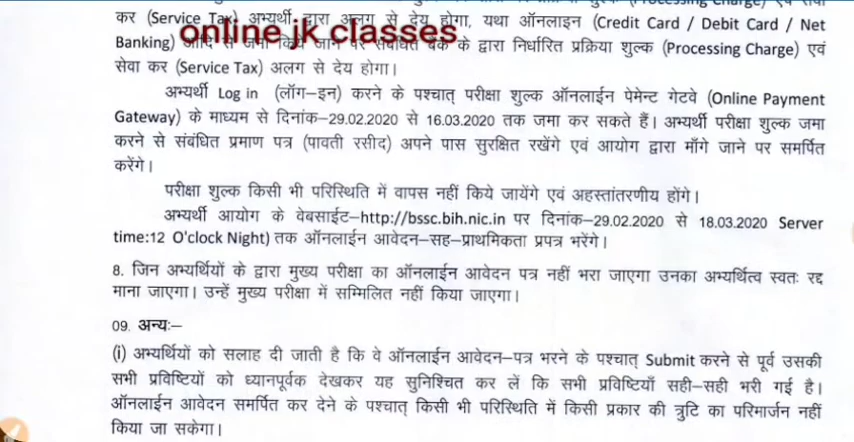 कर (Service Tax) अभ्यर्थी द्वारा अलग से देय होगा, यथा ऑनलाइन (Credit Card / Debit Card / Net
online jk classes
Banking) आदि से जमा किये जाने पर संबंधित बैंक के द्वारा निर्धारित प्रक्रिया शुल्क (Processing Charge) एवं
सेवा कर (Service Tax) अलग से देय होगा।
अभ्यर्थी Log in (लॉग–इन) करने के पश्चात् परीक्षा शुल्क ऑनलाईन पेमेन्ट गेटवे (Online Payment
Gateway) के माध्यम से दिनांक–29.02.2020 से 16.03.2020 तक जमा कर सकते हैं। अभ्यर्थी परीक्षा शुल्क जमा
करने से संबंधित प्रमाण पत्र (पावती रसीद) अपने पास सुरक्षित रखेंगे एवं आयोग द्वारा माँगे जाने पर समर्पित
करेंगे।
परीक्षा शुल्क किसी भी परिस्थिति में वापस नहीं किये जायेंगे एवं अहस्तांतरणीय होंगे।
अभ्यर्थी आयोग के वेबसाईट–http://bssc.bih.nic.in पर दिनांक–29.02.2020 से 18.03.2020 Server
time:12 O'clock Night) तक ऑनलाईन आवेदन–सह–प्राथमिकता प्रपत्र भरेंगे।
8. जिन अभ्यर्थियों के द्वारा मुख्य परीक्षा का ऑनलाईन आवेदन पत्र नहीं भरा जाएगा उनका अभ्यर्थित्व स्वतः रद्द
माना जाएगा। उन्हें मुख्य परीक्षा में सम्मिलित नहीं किया जाएगा।
09. अन्यः–
(i) अभ्यर्थियों को सलाह दी जाती है कि वे ऑनलाईन आवेदन–पत्र भरने के पश्चात् Submit करने से पूर्व उसकी
सभी प्रविष्टियों को ध्यानपूर्वक देखकर यह सुनिश्चित कर लें कि सभी प्रविष्टियाँ सही–सही भरी गई है।
ऑनलाईन आवेदन समर्पित कर देने के पश्चात् किसी भी परिस्थिति में किसी प्रकार की त्रुटि का परिमार्जन नहीं
किया जा सकेगा।